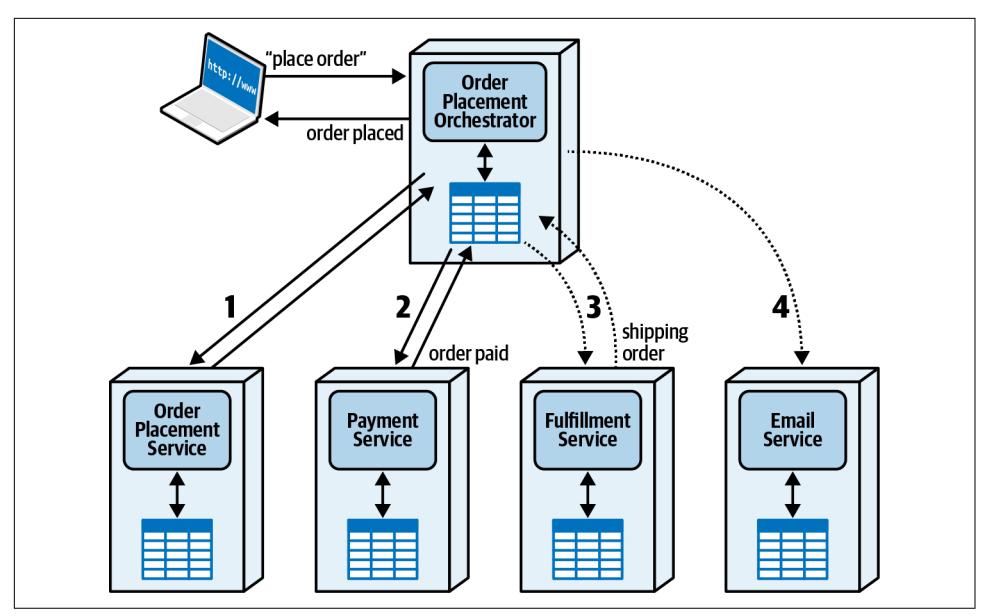 http://www
"place order"
order placed
Order
Placement
Orchestrator
1
2
3
4
order paid
shipping
order
Order
Placement
Service
Payment
Service
Fulfillment
Service
Email
Service